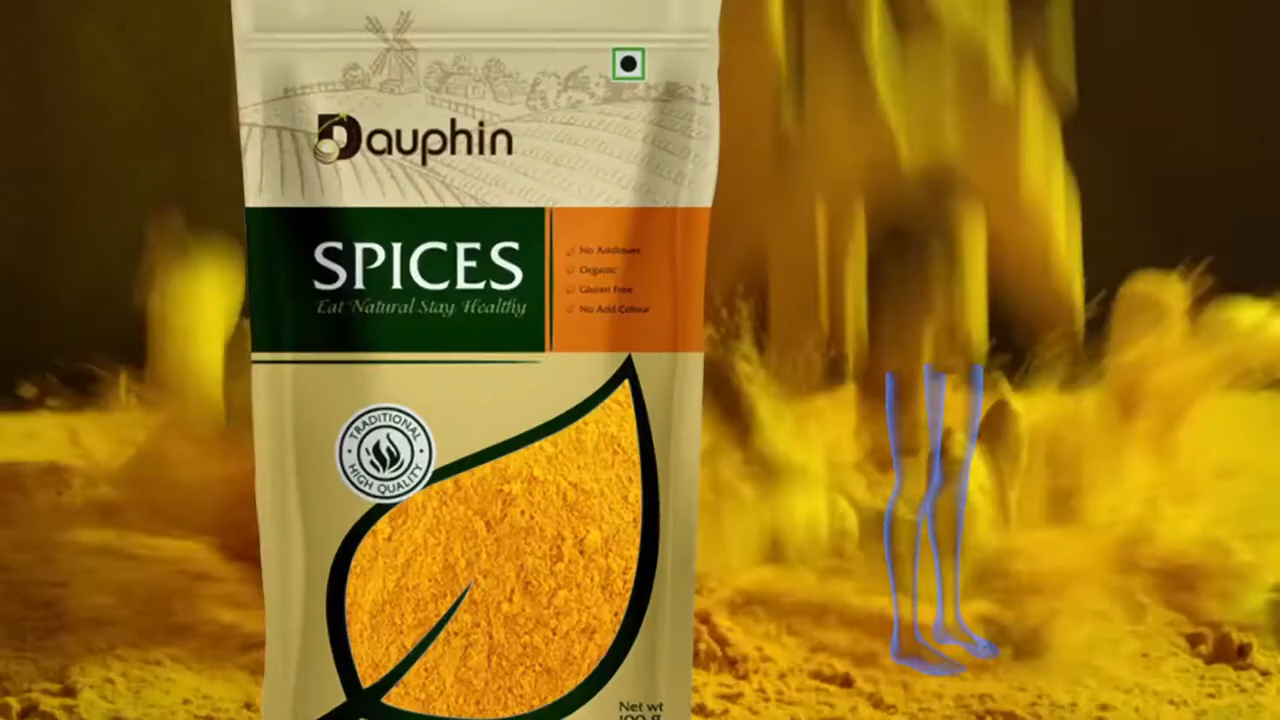 Dauphin
SPICES
Eat Natural Stay Healthy
No Additives
Organic
Gluten Free
No Add Colour
TRADITIONAL
HIGH QUALITY
Net wt
100 g